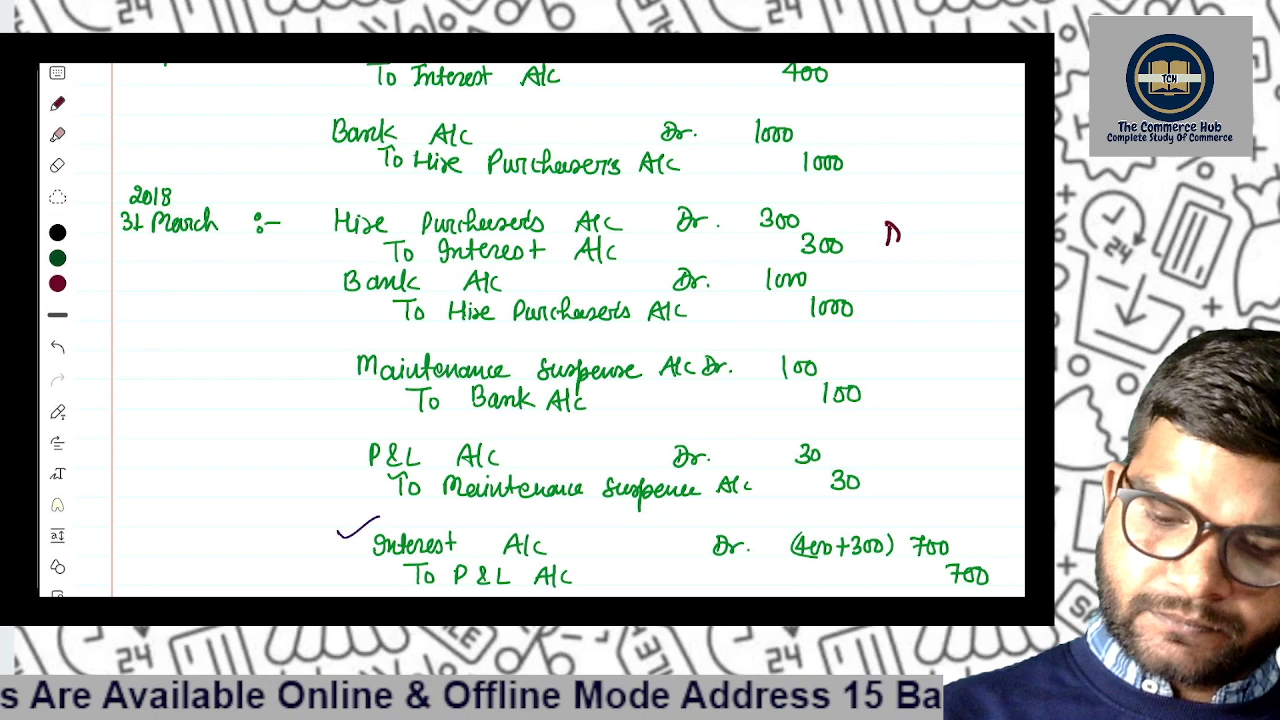 To Interest A/c 400
Bank A/c Dr. 1000
To Hire Purchaser's A/c 1000
2018
31 March :- Hire Purchaser's A/c Dr. 300
To Interest A/c 300
Bank A/c Dr. 1000
To Hire Purchaser's A/c 1000
Maintenance Suspense A/c Dr. 100
To Bank A/c 100
P & L A/c Dr. 30
To Maintenance Suspense A/c 30
Interest A/c Dr. (400+300) 700
To P & L A/c 700
TCH
The Commerce Hub
Complete Study Of Commerce
s Are Available Online & Offline Mode Address 15 Ba